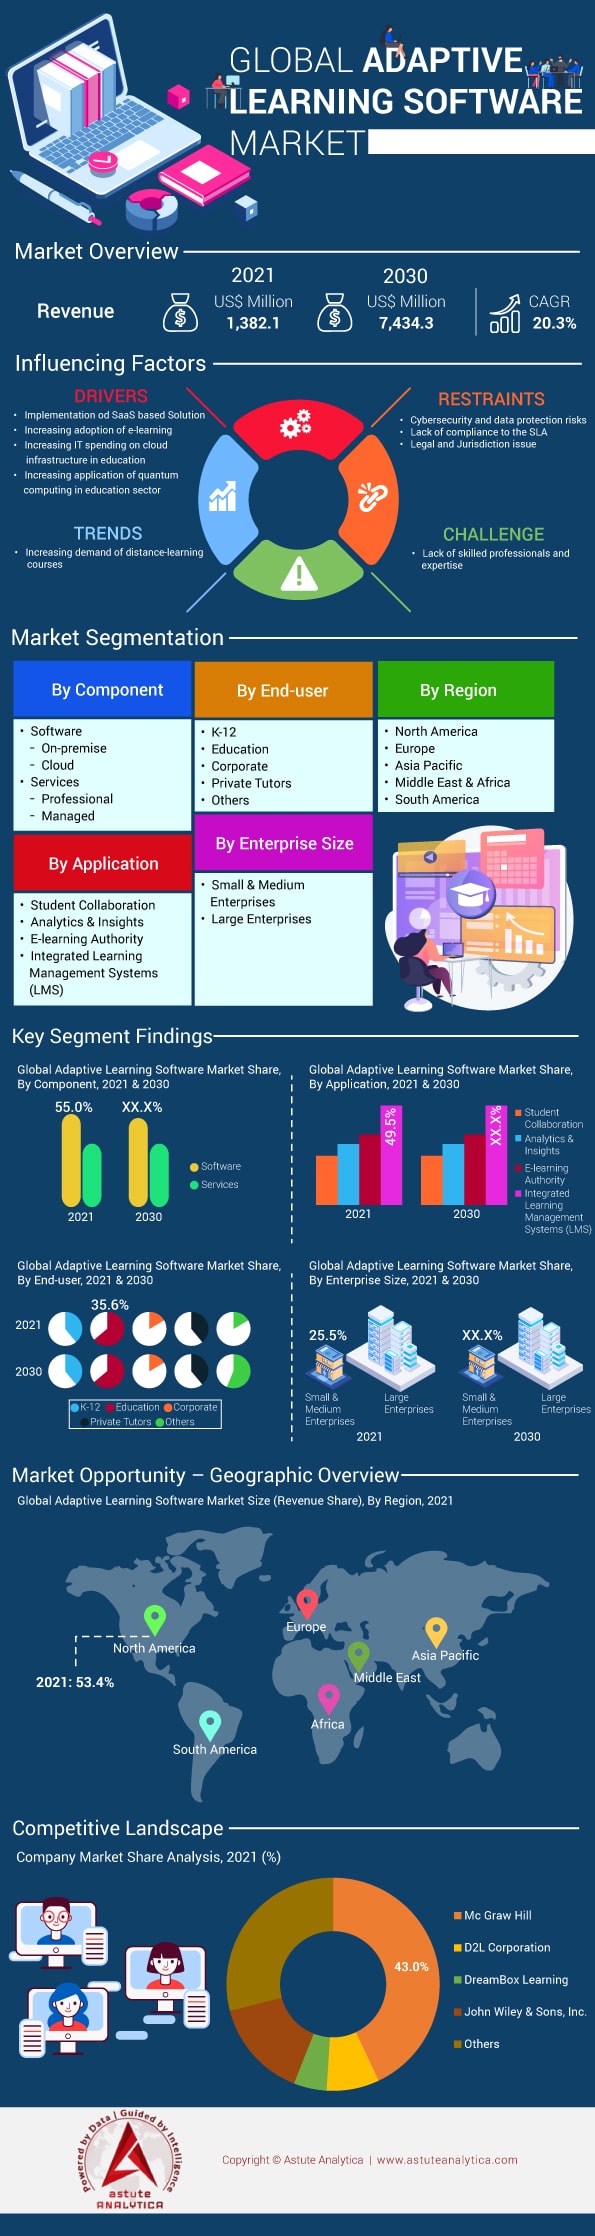 GLOBAL ADAPTIVE
LEARNING SOFTWARE
MARKET
Market Overview
2021
2030
Revenue
US$ Million
1,382.1
US$ Million
7,434.3
CAGR
20.3%
Influencing Factors
DRIVERS
• Implementation od SaaS based Solution
• Increasing adoption of e-learning
• Increasing IT spending on cloud
infrastructure in education
• Increasing application of quantum
computing in education sector
RESTRAINTS
• Cybersecurity and data protection risks
• Lack of compliance to the SLA
• Legal and Jurisdiction issue
TRENDS
• Increasing demand of distance-learning
courses
CHALLENGE
• Lack of skilled professionals and
expertise
Market Segmentation
By Component
• Software
- On-premise
- Cloud
• Services
- Professional
- Managed
By End-user
• K-12
• Education
• Corporate
• Private Tutors
• Others
By Region
• North America
• Europe
• Asia Pacific
• Middle East & Africa
• South America
By Application
• Student Collaboration
• Analytics & Insights
• E-learning Authority
• Integrated Learning
Management Systems
(LMS)
By Enterprise Size
• Small & Medium
Enterprises
• Large Enterprises
Key Segment Findings
Global Adaptive Learning Software Market Share,
By Component, 2021 & 2030
55.0%
XX.X%
Software
Services
2021
2030
Global Adaptive Learning Software Market Share,
By Application, 2021 & 2030
49.5%
XX.X%
Student
Collaboration
Analytics &
Insights
E-learning
Authority
Integrated
Learning
Management
Systems (LMS)
2021
2030
Global Adaptive Learning Software Market Share,
By End-user, 2021 & 2030
35.6%
2021
2030
K-12
Education
Corporate
Private Tutors
Others
Global Adaptive Learning Software Market Share,
By Enterprise Size, 2021 & 2030
25.5%
XX.X%
Small &
Medium
Enterprises
Large
Enterprises
Small &
Medium
Enterprises
Large
Enterprises
2021
2030
Market Opportunity – Geographic Overview
Global Adaptive Learning Software Market Size (Revenue Share), By Region, 2021
North America
2021: 53.4%
Europe
Asia Pacific
Middle East
Africa
South America
Competitive Landscape
Company Market Share Analysis, 2021 (%)
43.0%
Mc Graw Hill
D2L Corporation
DreamBox Learning
John Wiley & Sons, Inc.
Others
Powered by Data | Guided by Intelligence
astute
ANALYTICA
Copyright © Astute Analytica | www.astuteanalytica.com